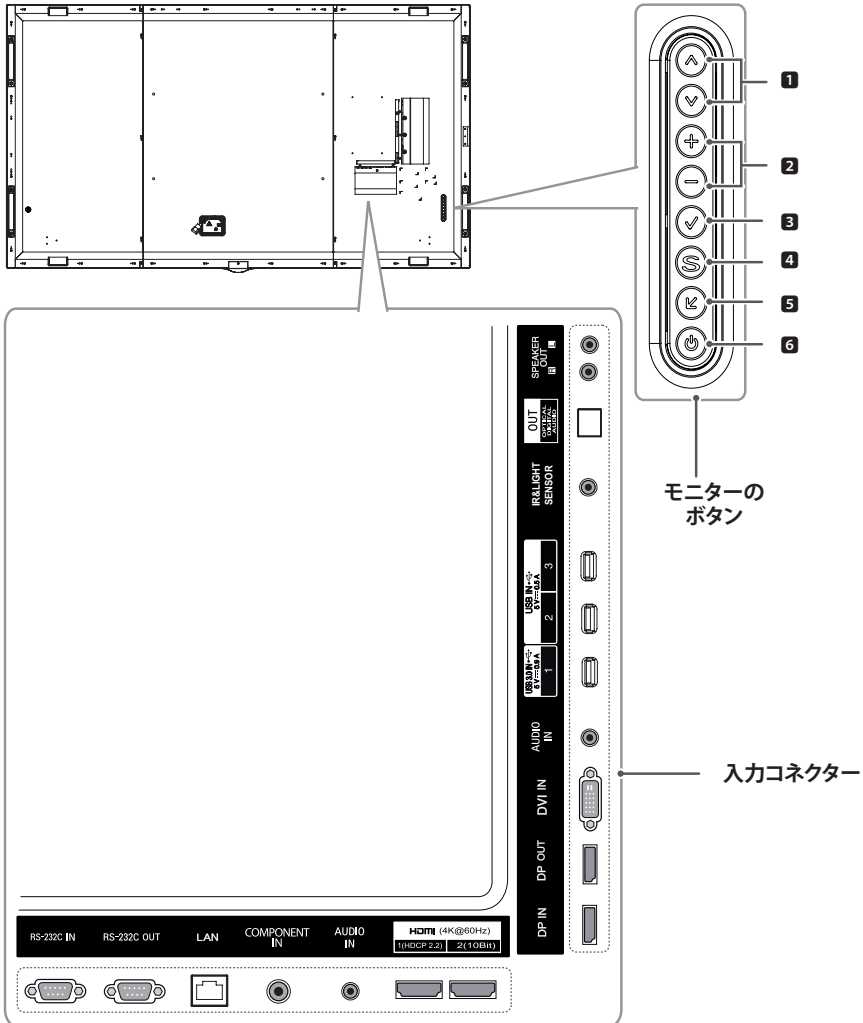 1
2
3
4
5
6
モニターの
ボタン
SPEAKER
OUT
R L
OUT
OPTICAL
DIGITAL
AUDIO
IR&LIGHT
SENSOR
USB IN
5 V 0.5 A
3
2
USB 3.0 IN
5 V 0.9 A
1
AUDIO
IN
DVI IN
DP OUT
DP IN
入力コネクター
RS-232C IN
RS-232C OUT
LAN
COMPONENT
IN
AUDIO
IN
HDMI (4K@60Hz)
1(HDCP 2.2) 2(10Bit)